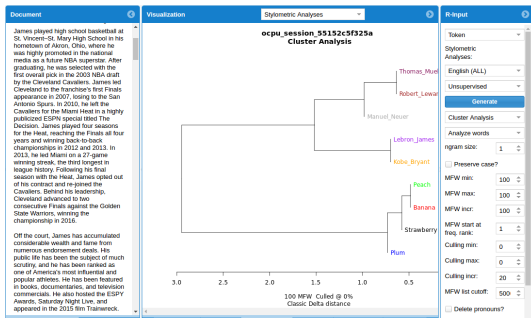 Document
James played high school basketball at
St. Vincent–St. Mary High School in his
hometown of Akron, Ohio, where he
was highly promoted in the national
media as a future NBA superstar. After
graduating, he was selected with the
first overall pick in the 2003 NBA draft
by the Cleveland Cavaliers. James led
Cleveland to the franchise's first Finals
appearance in 2007, losing to the San
Antonio Spurs. In 2010, he left the
Cavaliers for the Miami Heat in a highly
publicized ESPN special titled The
Decision. James played four seasons
for the Heat, reaching the Finals all four
years and winning back-to-back
championships in 2012 and 2013. In
2013, he led Miami on a 27-game
winning streak, the third longest in
league history. Following his final
season with the Heat, James opted out
of his contract and re-joined the
Cavaliers. Behind his leadership,
Cleveland advanced to two
consecutive Finals against the Golden
State Warriors, winning the
championship in 2016.
Off the court, James has accumulated
considerable wealth and fame from
numerous endorsement deals. His
public life has been the subject of much
scrutiny, and he has been ranked as
one of America's most influential and
popular athletes. He has been featured
in books, documentaries, and television
commercials. He also hosted the ESPY
Awards, Saturday Night Live, and
appeared in the 2015 film Trainwreck.
Visualization
Stylometric Analyses
ocpu_session_55152c5f325a
Cluster Analysis
Thomas_Muel
Robert_Lewan
Manuel_Neuer
Lebron_James
Kobe_Bryant
Peach
Banana
Strawberry
Plum
3.0 2.5 2.0 1.5 1.0 0.5
100 MFW Culled @ 0%
Classic Delta distance
R-Input
Token
Stylometric
Analyses:
English (ALL)
Unsupervised
Generate
Cluster Analysis
Analyze words
ngram size: 1
Preserve case?
MFW min: 100
MFW max: 100
MFW incr: 100
MFW start at
freq. rank: 1
Culling min: 0
Culling max: 0
Culling incr: 20
MFW list cutoff: 500
Delete pronouns?